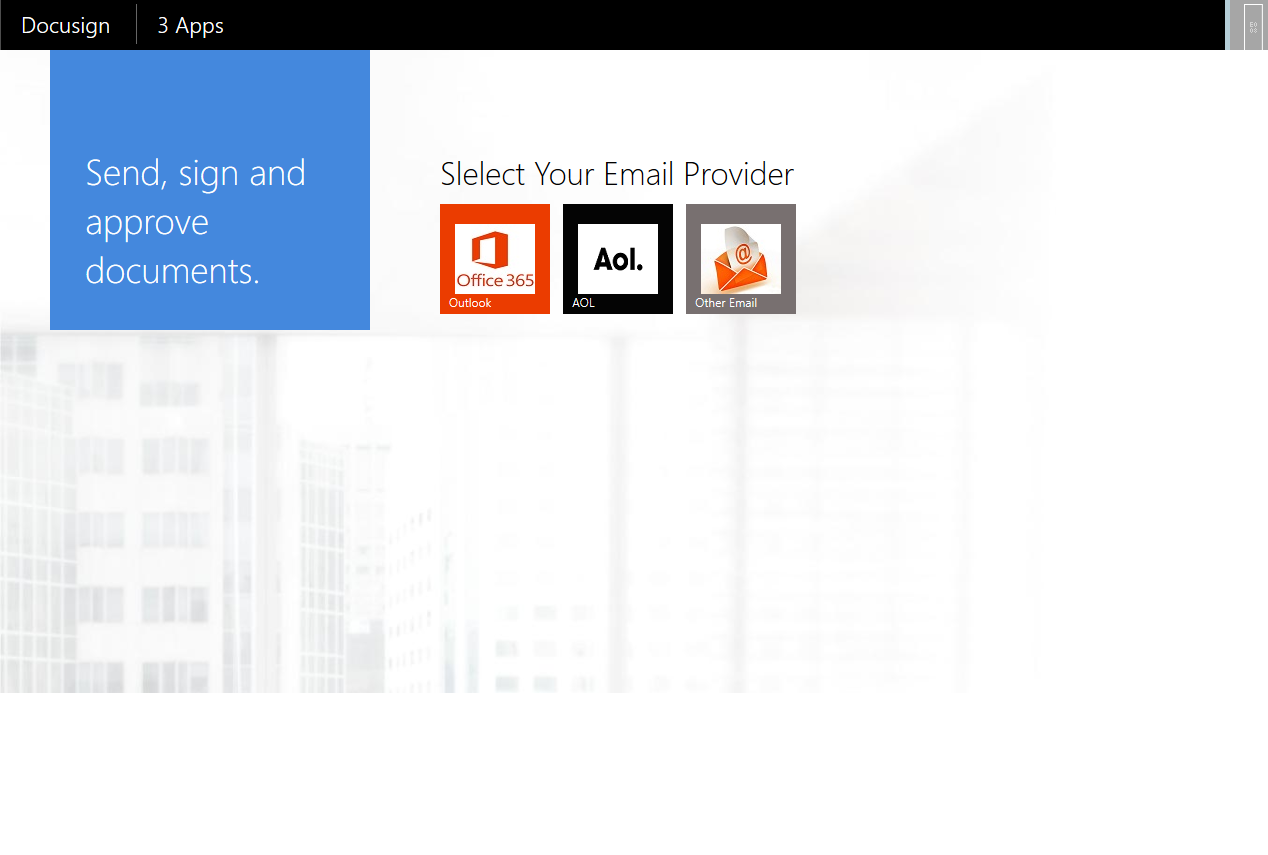 Docusign
3 Apps
Send, sign and
approve
documents.
Slelect Your Email Provider
Office 365
Outlook
Aol.
AOL
@
Other Email